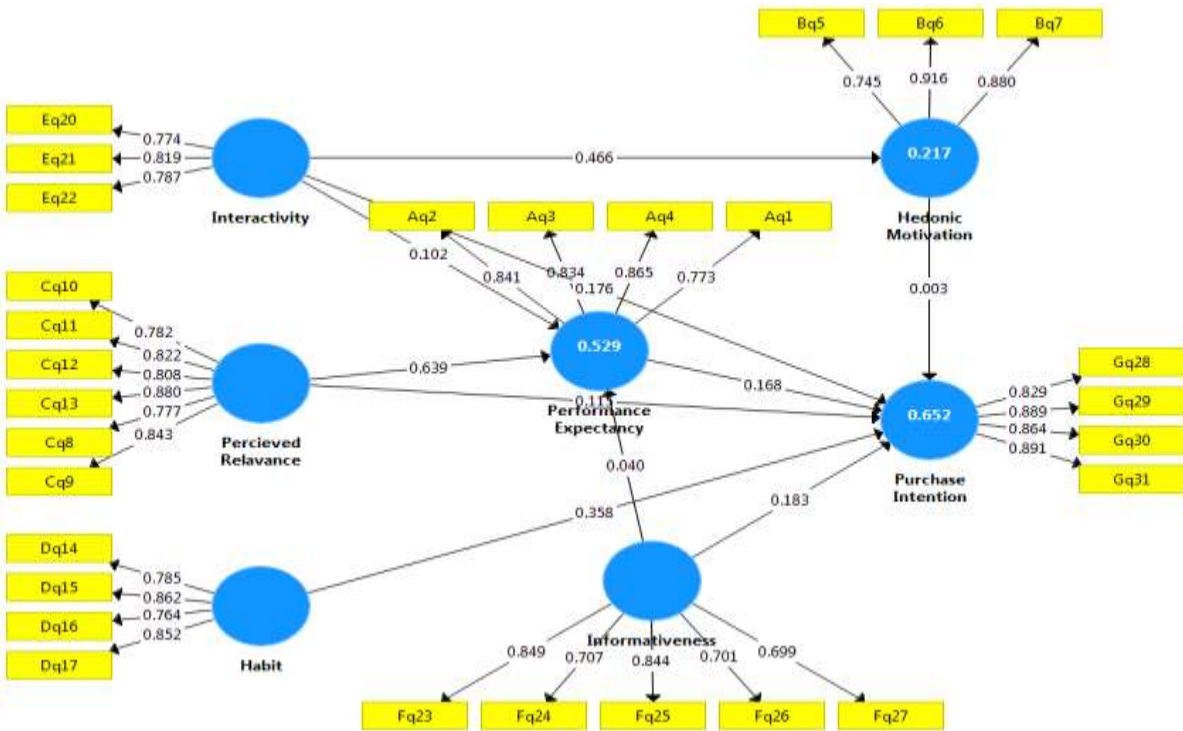 Bq5
Bq6
Bq7
0.745
0.916
0.880
Eq20
Eq21
Eq22
0.774
0.819
0.787
Interactivity
0.466
0.217
Hedonic
Motivation
Aq2
Aq3
Aq4
Aq1
0.102
0.841
0.834
0.865
0.773
0.176
0.003
Cq10
Cq11
Cq12
Cq13
Cq8
Cq9
0.782
0.822
0.808
0.880
0.777
0.843
Percieved
Relavance
0.639
0.529
Performance
Expectancy
0.168
0.652
Purchase
Intention
0.829
0.889
0.864
0.891
Gq28
Gq29
Gq30
Gq31
0.040
0.358
0.183
Dq14
Dq15
Dq16
Dq17
0.785
0.862
0.764
0.852
Habit
Informativeness
0.849
0.707
0.844
0.701
0.699
Fq23
Fq24
Fq25
Fq26
Fq27